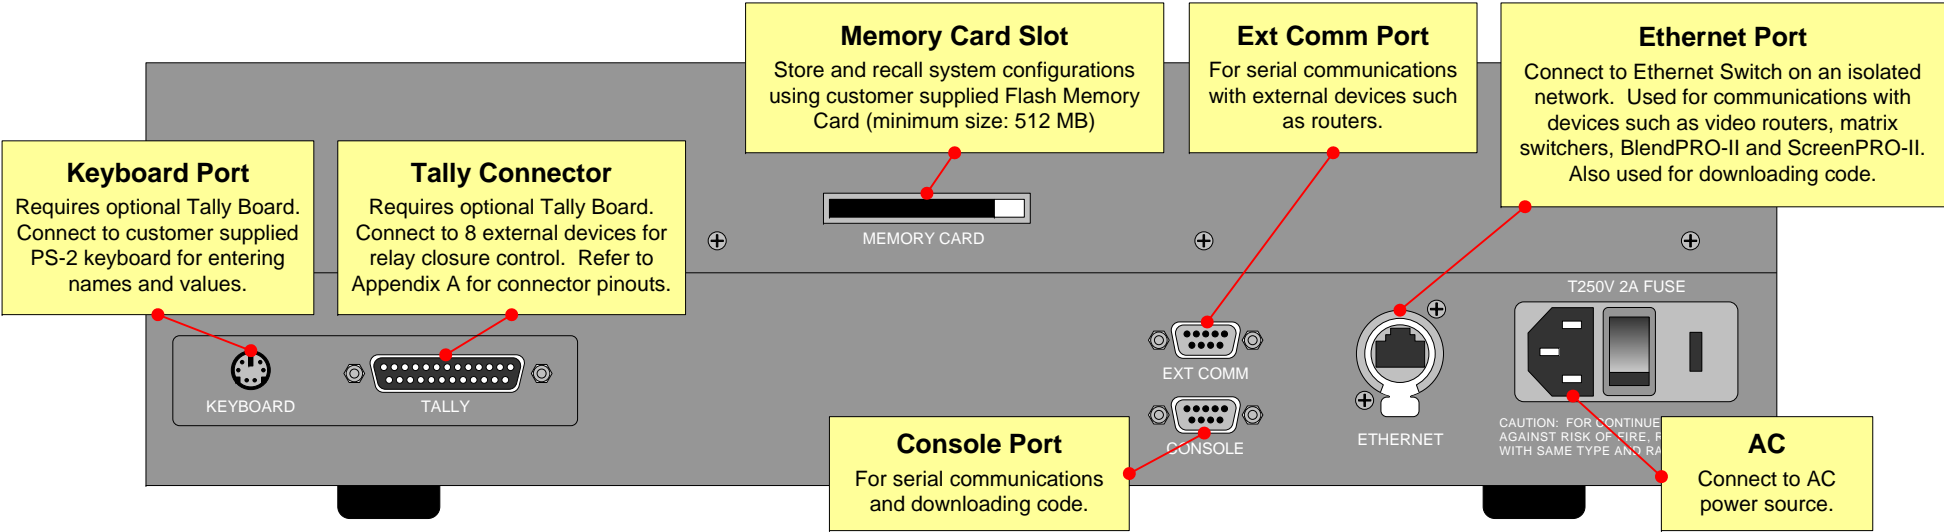 Memory Card Slot
Store and recall system configurations
using customer supplied Flash Memory
Card (minimum size: 512 MB)
Ext Comm Port
For serial communications
with external devices such
as routers.
Ethernet Port
Connect to Ethernet Switch on an isolated
network.  Used for communications with
devices such as video routers, matrix
switchers, BlendPRO-II and ScreenPRO-II.
Also used for downloading code.
Keyboard Port
Requires optional Tally Board.
Connect to customer supplied
PS-2 keyboard for entering
names and values.
Tally Connector
Requires optional Tally Board.
Connect to 8 external devices for
relay closure control.  Refer to
Appendix A for connector pinouts.
MEMORY CARD
T250V 2A FUSE
EXT COMM
KEYBOARD
TALLY
CONSOLE
ETHERNET
CAUTION:  FOR CONTINUE
AGAINST RISK OF FIRE, R
WITH SAME TYPE AND RA
Console Port
For serial communications
and downloading code.
AC
Connect to AC
power source.